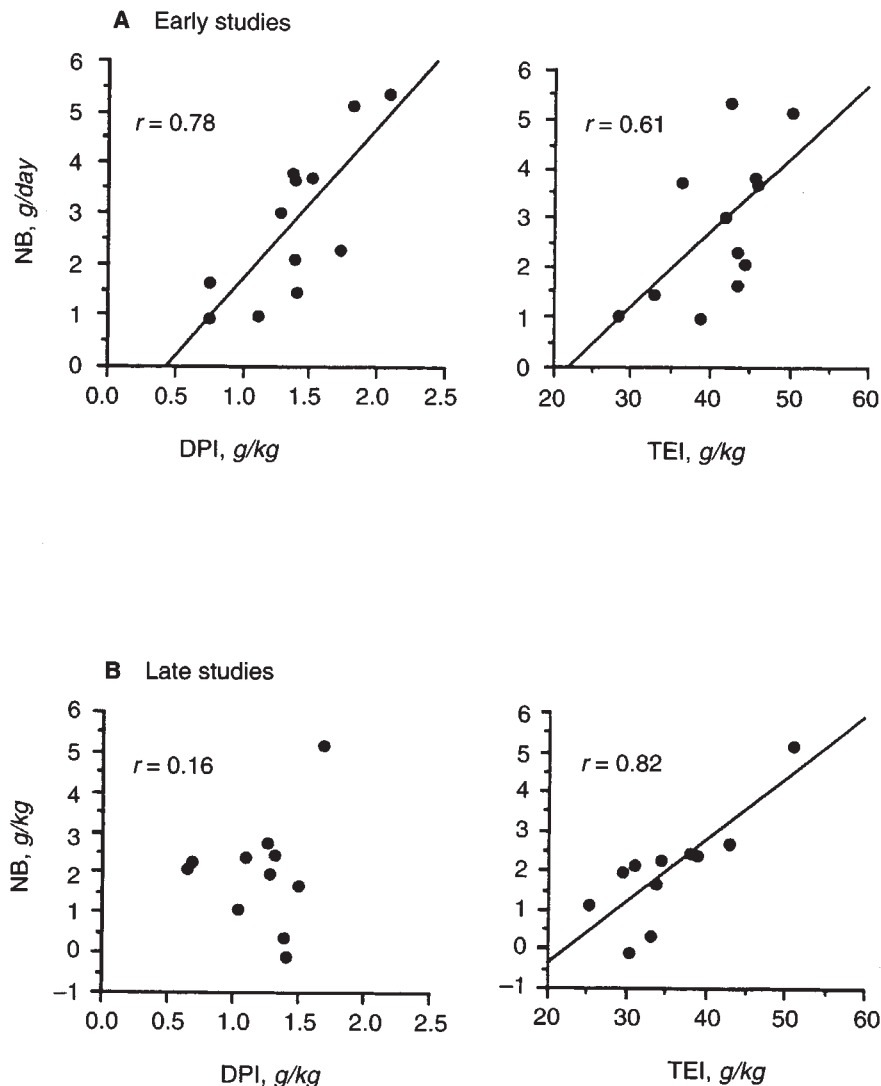 A Early studies
6
5
4
3
2
1
0
NB, g/day
r = 0.78
0.0 0.5 1.0 1.5 2.0 2.5
DPI, g/kg
6
5
4
3
2
1
0
r = 0.61
20 30 40 50 60
TEI, g/kg
B Late studies
6
5
4
3
2
1
0
–1
NB, g/kg
r = 0.16
0.0 0.5 1.0 1.5 2.0 2.5
DPI, g/kg
6
5
4
3
2
1
0
–1
r = 0.82
20 30 40 50 60
TEI, g/kg